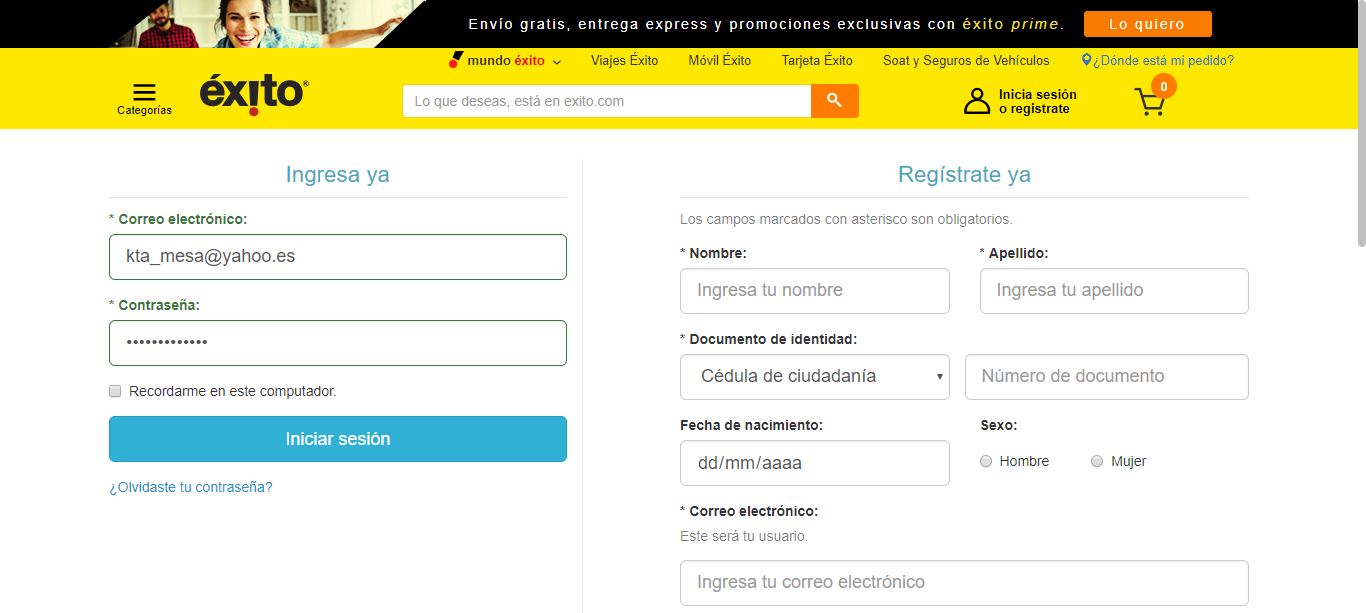 Envío gratis, entrega express y promociones exclusivas con éxito prime. Lo quiero
mundo éxito Viajes Éxito Móvil Éxito Tarjeta Éxito Soat y Seguros de Vehículos ¿Dónde está mi pedido?
Categorías
éxito®
Lo que deseas, está en exito.com
Inicia sesión
o registrate
0
Ingresa ya
* Correo electrónico:
kta_mesa@yahoo.es
* Contraseña:
•••••••••••••
Recordarme en este computador.
Iniciar sesión
¿Olvidaste tu contraseña?
Regístrate ya
Los campos marcados con asterisco son obligatorios.
* Nombre: * Apellido:
Ingresa tu nombre Ingresa tu apellido
* Documento de identidad:
Cédula de ciudadanía Número de documento
Fecha de nacimiento: Sexo:
dd/mm/aaaa Hombre Mujer
* Correo electrónico:
Este será tu usuario.
Ingresa tu correo electrónico